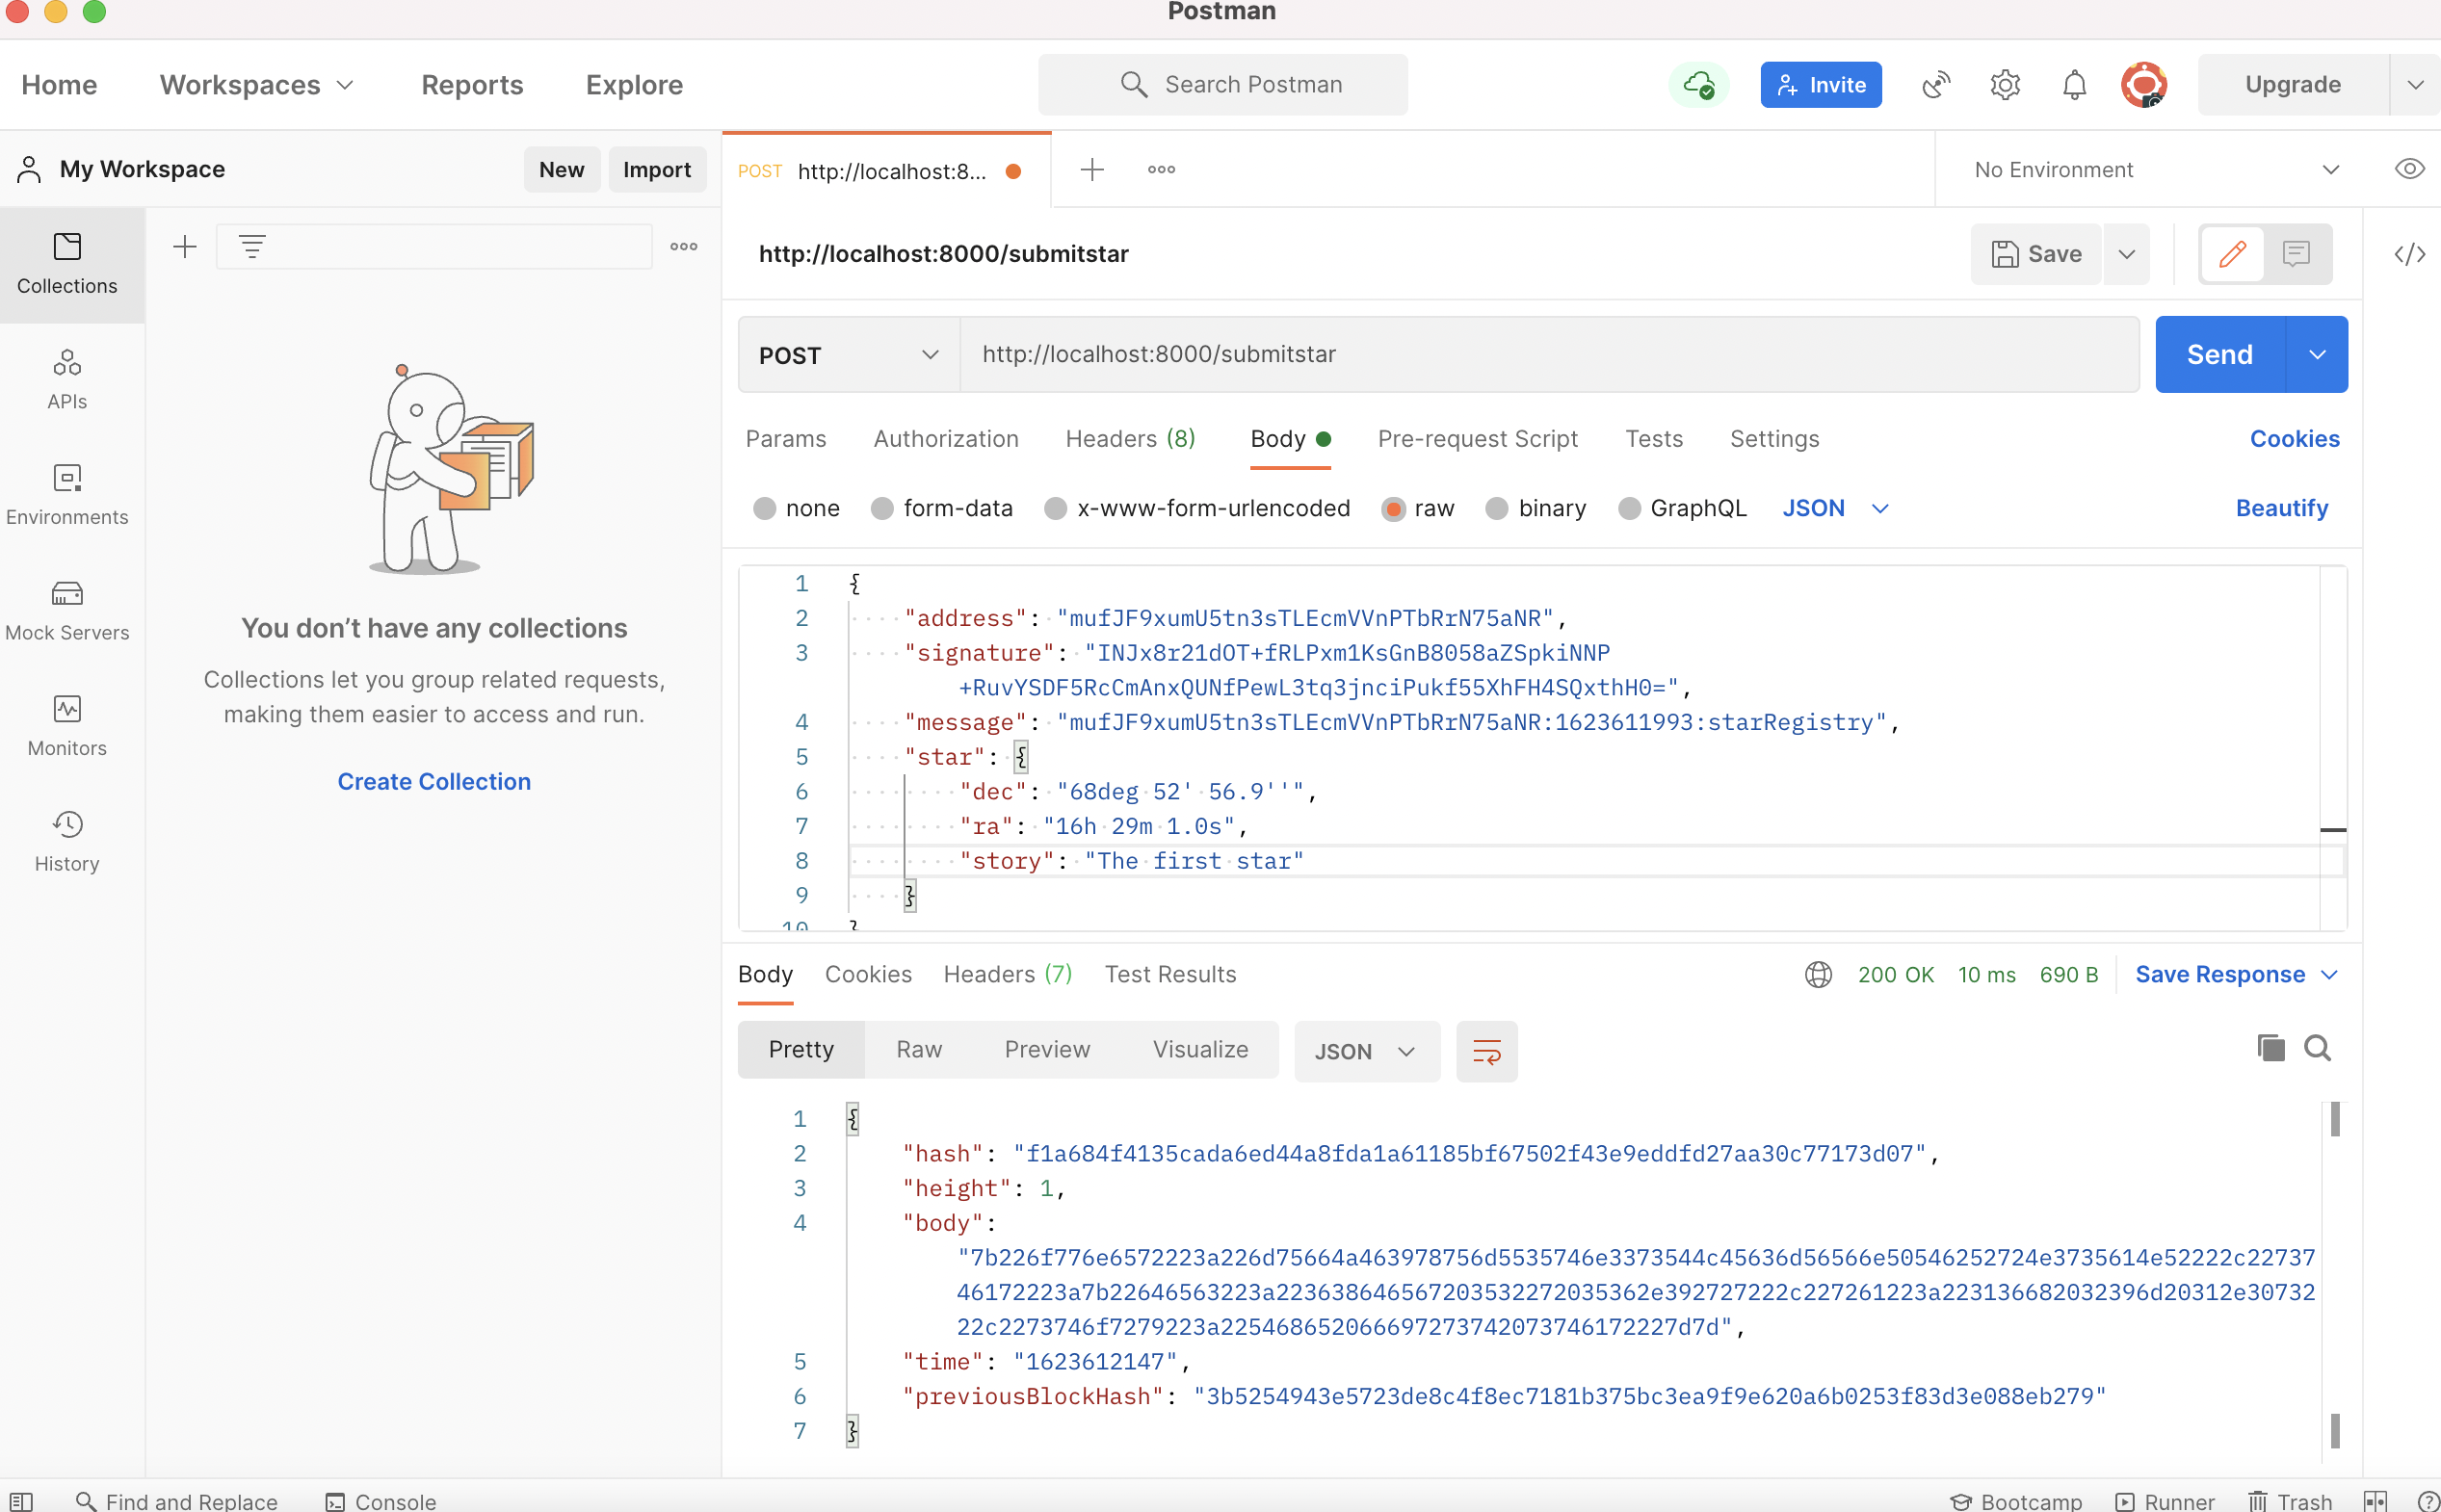 Postman
Home Workspaces Reports Explore Search Postman Invite Upgrade
My Workspace New Import POST http://localhost:8... No Environment
Collections
APIs
Environments
Mock Servers
Monitors
History
You don’t have any collections
Collections let you group related requests,
making them easier to access and run.
Create Collection
http://localhost:8000/submitstar Save
POST http://localhost:8000/submitstar Send
Params Authorization Headers (8) Body Pre-request Script Tests Settings Cookies
none form-data x-www-form-urlencoded raw binary GraphQL JSON Beautify
1 {
2 "address": "mufJF9xumU5tn3sTLEcmVVnPTbRrN75aNR",
3 "signature": "INJx8r21dOT+fRLPxm1KsGnB8058aZSpkiNNP
+RuvYSDF5RcCmAnxQUNfPewL3tq3jnciPukf55XhFH4SQxthH0=",
4 "message": "mufJF9xumU5tn3sTLEcmVVnPTbRrN75aNR:1623611993:starRegistry",
5 "star": {
6 "dec": "68deg 52' 56.9''",
7 "ra": "16h 29m 1.0s",
8 "story": "The first star"
9 }
10 }
Body Cookies Headers (7) Test Results 200 OK 10 ms 690 B Save Response
Pretty Raw Preview Visualize JSON
1 {
2 "hash": "f1a684f4135cada6ed44a8fda1a61185bf67502f43e9eddfd27aa30c77173d07",
3 "height": 1,
4 "body":
"7b226f776e6572223a226d75664a463978756d5535746e3373544c45636d56566e50546252724e3735614e52222c22737
46172223a7b22646563223a223638646567203532272035362e392727222c227261223a223136682032396d20312e30732
22c2273746f7279223a22546865206669727374207374617222​7d7d",
5 "time": "1623612147",
6 "previousBlockHash": "3b5254943e5723de8c4f8ec7181b375bc3ea9f9e620a6b0253f83d3e088eb279"
7 }
Find and Replace Console Bootcamp Runner Trash